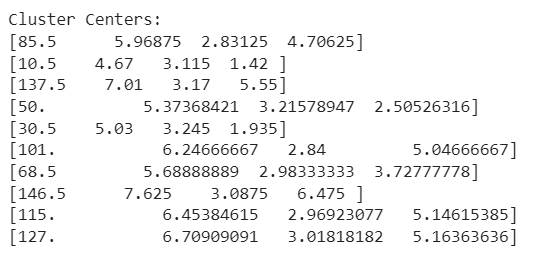 Cluster Centers:
[85.5      5.96875  2.83125  4.70625]
[10.5    4.67    3.115  1.42 ]
[137.5    7.01   3.17   5.55]
[50.         5.37368421  3.21578947  2.50526316]
[30.5    5.03   3.245  1.935]
[101.           6.24666667   2.84         5.04666667]
[68.5        5.68888889  2.98333333  3.72777778]
[146.5      7.625    3.0875   6.475 ]
[115.           6.45384615   2.96923077   5.14615385]
[127.           6.70909091   3.01818182   5.16363636]